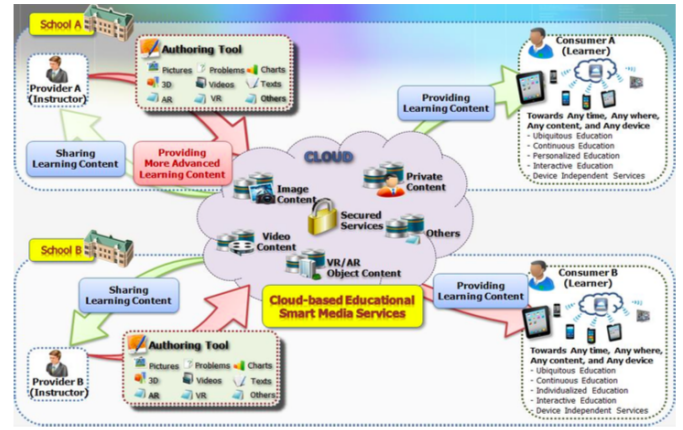 School A
Provider A
(Instructor)
Authoring Tool
Pictures Problems Charts
3D Videos Texts
AR VR Others
Sharing
Learning Content
Providing
More Advanced
Learning Content
Providing
Learning Content
Consumer A
(Learner)
Towards Any time, Any where,
Any content, and Any device
- Ubiquitous Education
- Continuous Education
- Personalized Education
- Interactive Education
- Device Independent Services
CLOUD
Image
Content
Private
Content
Secured
Services
Video
Content
Others
VR/AR
Object Content
Cloud-based Educational
Smart Media Services
School B
Sharing
Learning Content
Provider B
(Instructor)
Authoring Tool
Pictures Problems Charts
3D Videos Texts
AR VR Others
Providing
Learning Content
Consumer B
(Learner)
Towards Any time, Any where,
Any content, and Any device
- Ubiquitous Education
- Continuous Education
- Individualized Education
- Interactive Education
- Device Independent Services